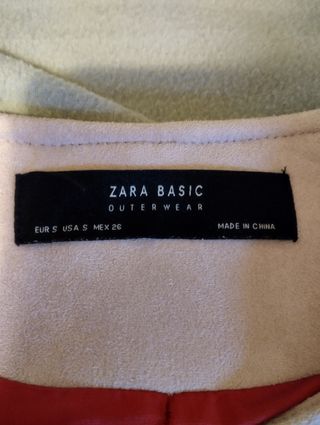 ZARA BASIC
OUTERWEAR
EUR S USA S MEX 26 MADE IN CHINA